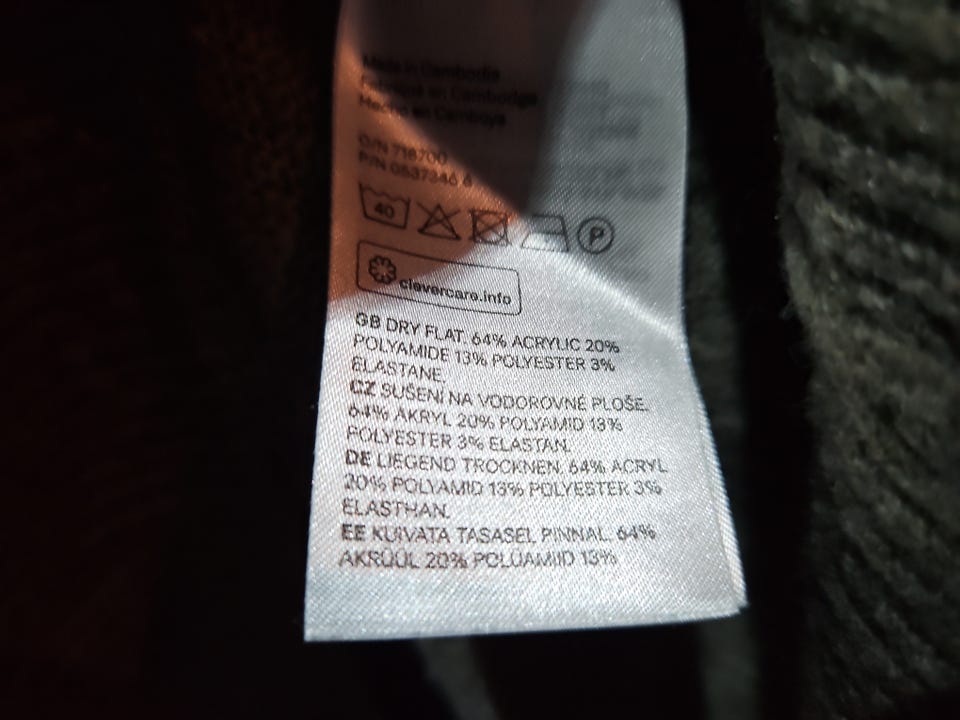 Made in Cambodia
Fabriqué en Cambodge
Hecho en Camboya
O/N 718700
P/N 0537346 6
40
P
clevercare.info
GB DRY FLAT. 64% ACRYLIC 20%
POLYAMIDE 13% POLYESTER 3%
ELASTANE.
CZ SUŠENÍ NA VODOROVNÉ PLOŠE.
64% AKRYL 20% POLYAMID 13%
POLYESTER 3% ELASTAN.
DE LIEGEND TROCKNEN. 64% ACRYL
20% POLYAMID 13% POLYESTER 3%
ELASTHAN.
EE KUIVATA TASASEL PINNAL. 64%
AKRÜÜL 20% POLÜAMIID 13%